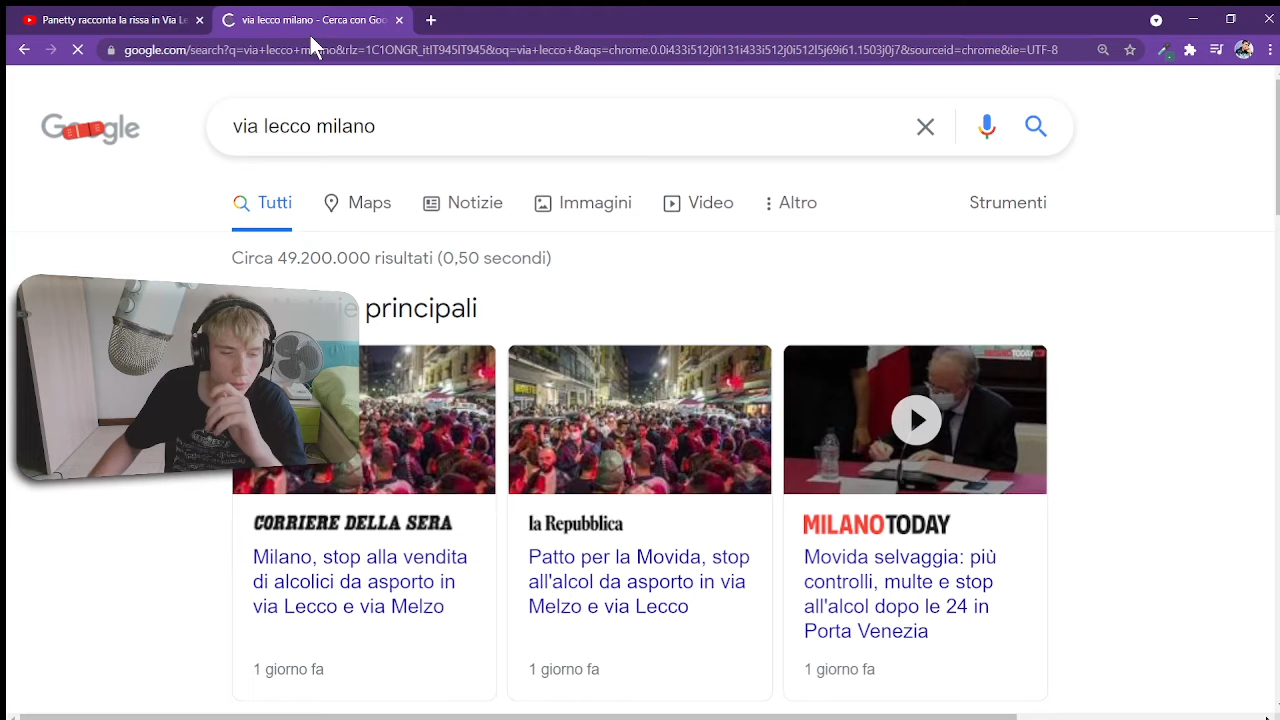 Panetty racconta la rissa in Via Le
via lecco milano - Cerca con Goo
google.com/search?q=via+lecco+milano&rlz=1C1ONGR_itIT945IT945&oq=via+lecco+&aqs=chrome.0.0i433i512j0i131i433i512j0i512l5j69i61.1503j0j7&sourceid=chrome&ie=UTF-8
Google
via lecco milano
Tutti
Maps
Notizie
Immagini
Video
Altro
Strumenti
Circa 49.200.000 risultati (0,50 secondi)
principali
MILANOTODAY
CORRIERE DELLA SERA
Milano, stop alla vendita
di alcolici da asporto in
via Lecco e via Melzo
1 giorno fa
la Repubblica
Patto per la Movida, stop
all'alcol da asporto in via
Melzo e via Lecco
1 giorno fa
MILANOTODAY
Movida selvaggia: più
controlli, multe e stop
all'alcol dopo le 24 in
Porta Venezia
1 giorno fa